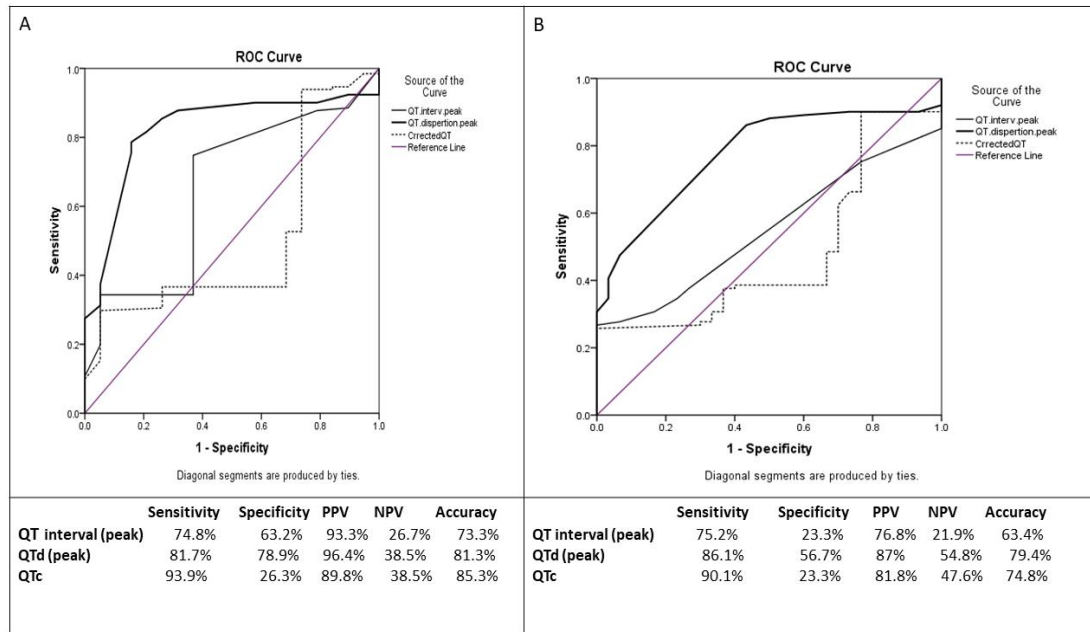 A
ROC Curve
Source of the
Curve
QT.interv.peak
QT.dispertion.peak
CrrectedQT
Reference Line
1.0
0.8
0.6
0.4
0.2
0.0
Sensitivity
0.0 0.2 0.4 0.6 0.8 1.0
1 - Specificity
Diagonal segments are produced by ties.
Sensitivity Specificity PPV NPV Accuracy
QT interval (peak) 74.8% 63.2% 93.3% 26.7% 73.3%
QTd (peak) 81.7% 78.9% 96.4% 38.5% 81.3%
QTc 93.9% 26.3% 89.8% 38.5% 85.3%
B
ROC Curve
Source of the
Curve
QT.interv.peak
QT.dispertion.peak
CrrectedQT
Reference Line
1.0
0.8
0.6
0.4
0.2
0.0
Sensitivity
0.0 0.2 0.4 0.6 0.8 1.0
1 - Specificity
Diagonal segments are produced by ties.
Sensitivity Specificity PPV NPV Accuracy
QT interval (peak) 75.2% 23.3% 76.8% 21.9% 63.4%
QTd (peak) 86.1% 56.7% 87% 54.8% 79.4%
QTc 90.1% 23.3% 81.8% 47.6% 74.8%